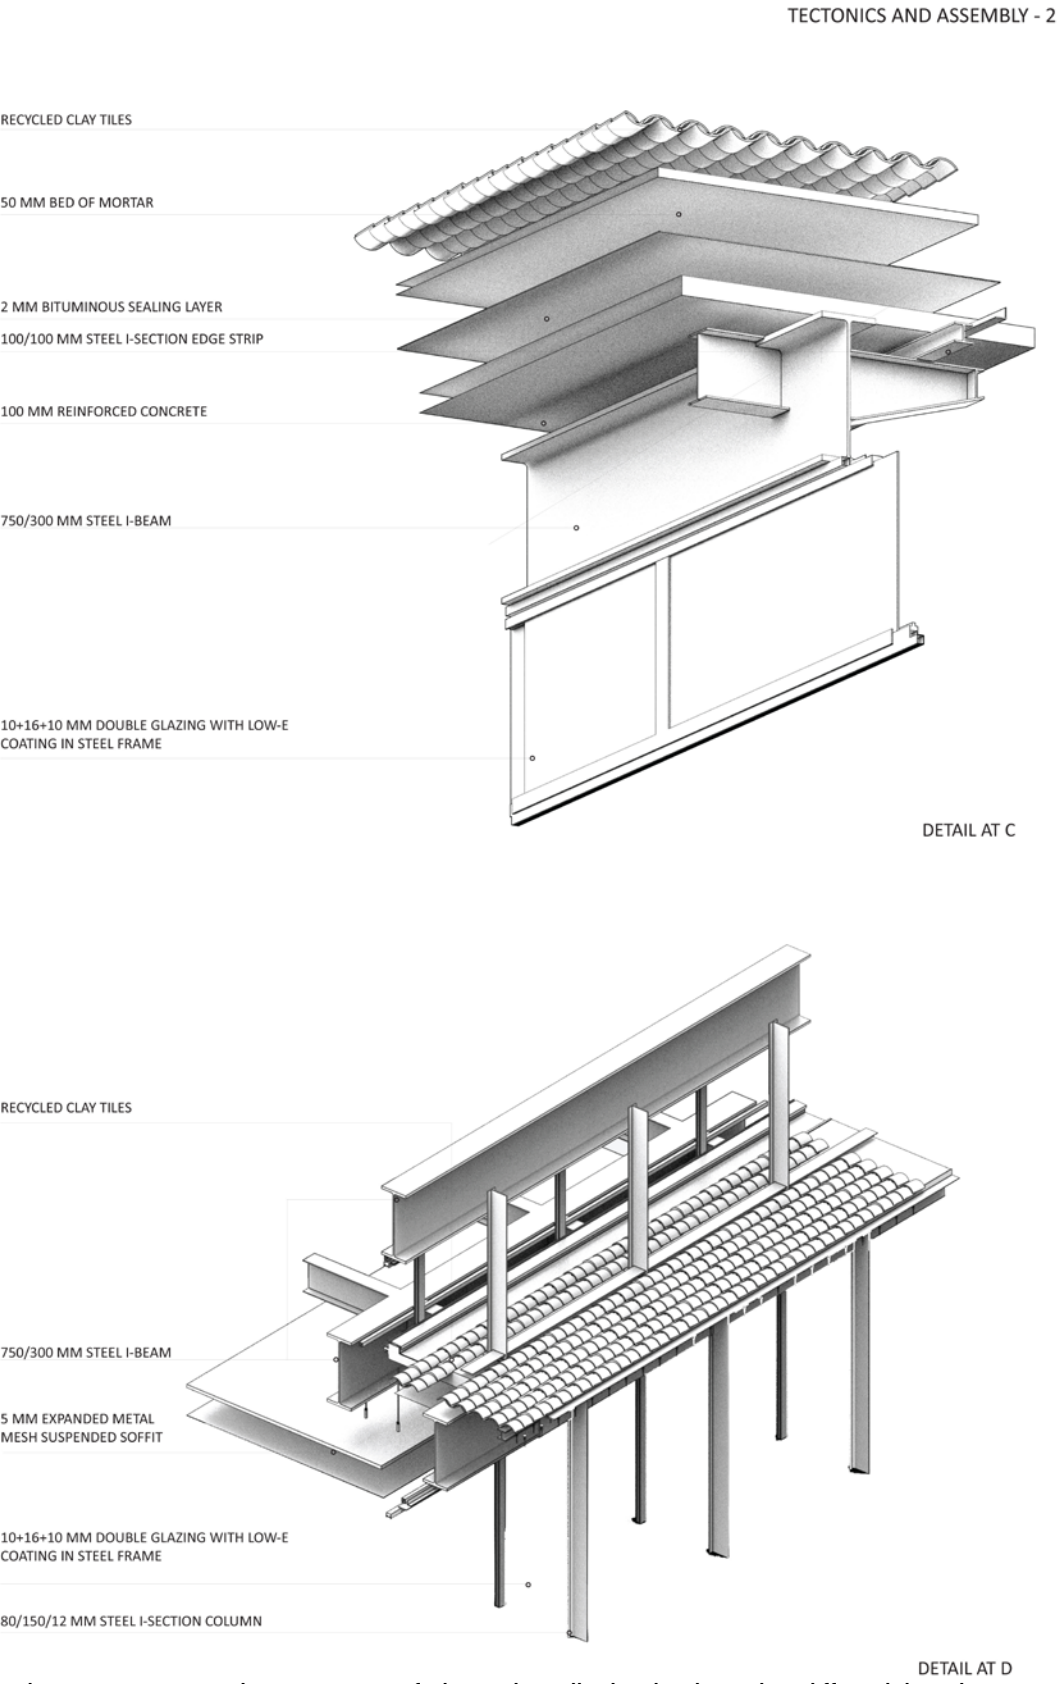 TECTONICS AND ASSEMBLY - 2
RECYCLED CLAY TILES
50 MM BED OF MORTAR
2 MM BITUMINOUS SEALING LAYER
100/100 MM STEEL I-SECTION EDGE STRIP
100 MM REINFORCED CONCRETE
750/300 MM STEEL I-BEAM
10+16+10 MM DOUBLE GLAZING WITH LOW-E
COATING IN STEEL FRAME
DETAIL AT C
RECYCLED CLAY TILES
750/300 MM STEEL I-BEAM
5 MM EXPANDED METAL
MESH SUSPENDED SOFFIT
10+16+10 MM DOUBLE GLAZING WITH LOW-E
COATING IN STEEL FRAME
80/150/12 MM STEEL I-SECTION COLUMN
DETAIL AT D